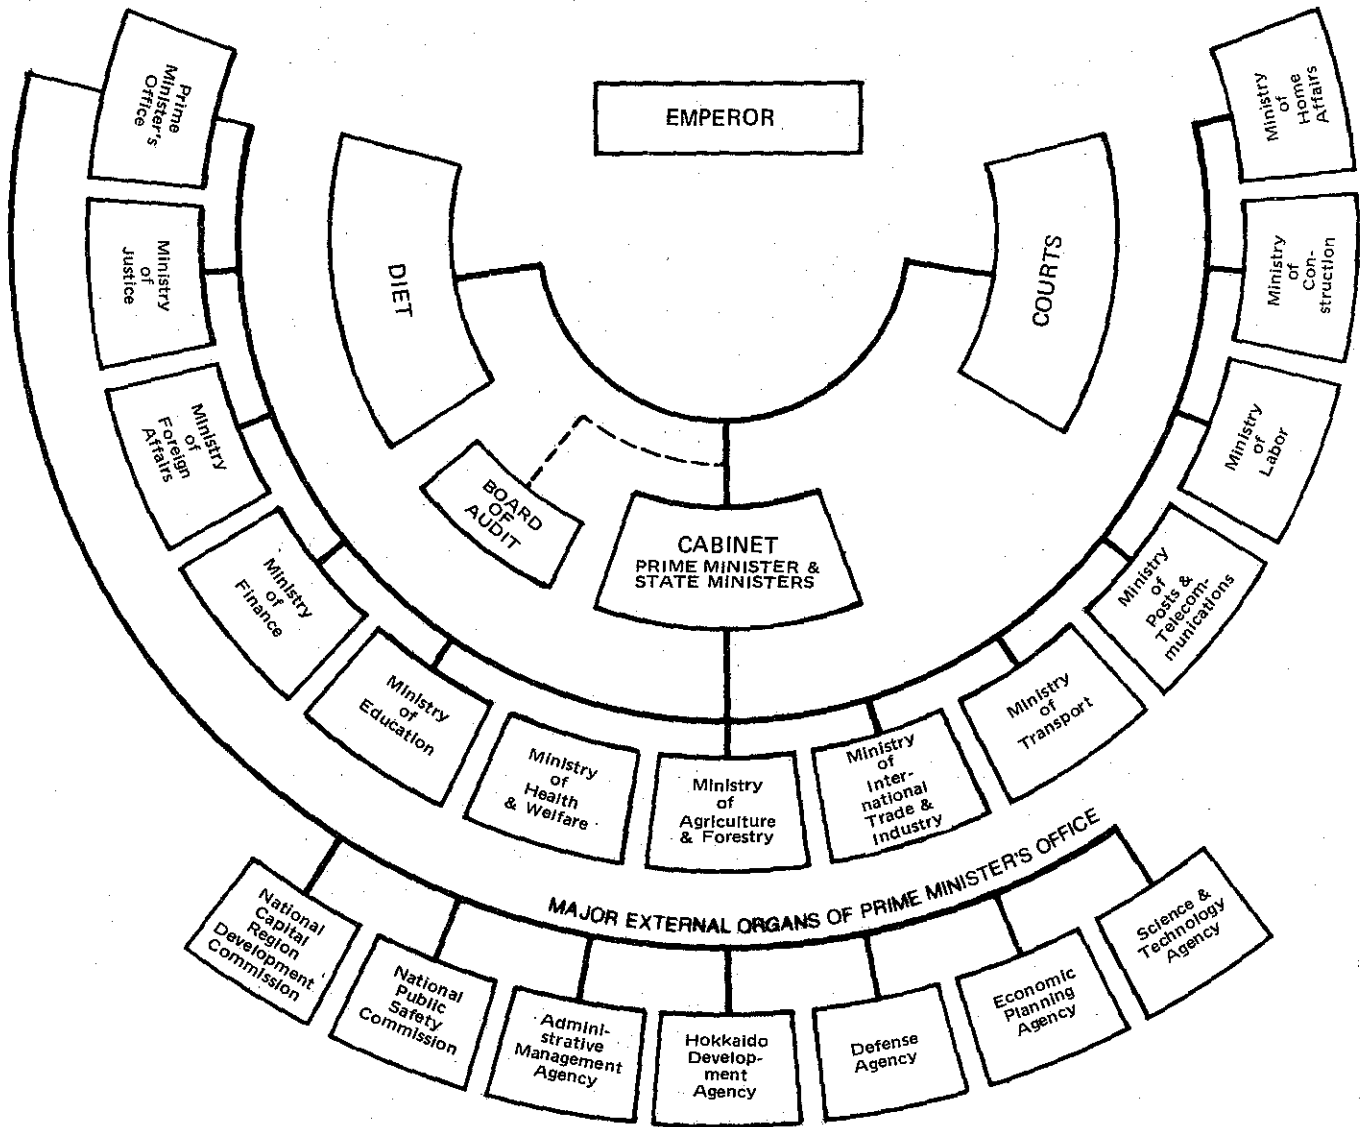 EMPEROR
DIET
COURTS
BOARD
OF
AUDIT
CABINET
PRIME MINISTER &
STATE MINISTERS
Prime
Minister's
Office
Ministry
of
Justice
Ministry
of
Foreign
Affairs
Ministry
of
Finance
Ministry
of
Education
Ministry
of
Health
& Welfare
Ministry
of
Agriculture
& Forestry
Ministry
of
Inter-
national
Trade &
Industry
Ministry
of
Transport
Ministry
of
Posts &
Telecom-
munications
Ministry
of
Labor
Ministry
of
Con-
struction
Ministry
of
Home
Affairs
MAJOR EXTERNAL ORGANS OF PRIME MINISTER'S OFFICE
National
Capital
Region
Development
Commission
National
Public
Safety
Commission
Admini-
strative
Management
Agency
Hokkaido
Develop-
ment
Agency
Defense
Agency
Economic
Planning
Agency
Science &
Technology
Agency